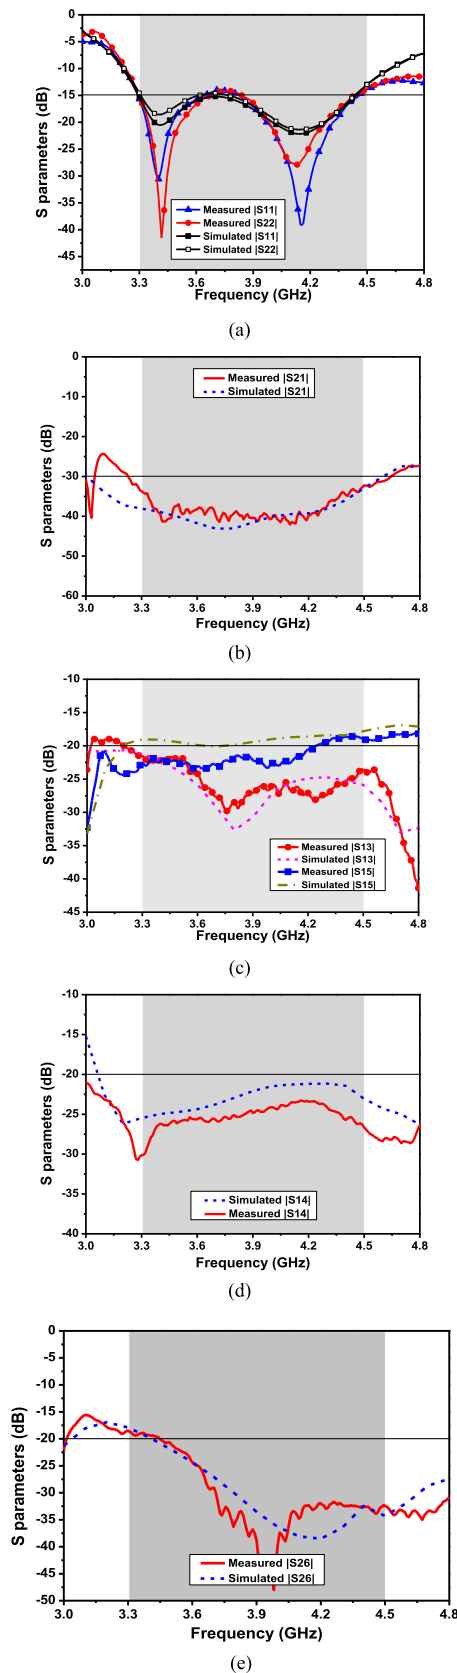 0
-5
-10
-15
-20
-25
-30
-35
-40
-45
S parameters (dB)
Measured |S11|
Measured |S22|
Simulated |S11|
Simulated |S22|
3.0 3.3 3.6 3.9 4.2 4.5 4.8
Frequency (GHz)
(a)
0
-10
-20
-30
-40
-50
-60
S parameters (dB)
Measured |S21|
Simulated |S21|
3.0 3.3 3.6 3.9 4.2 4.5 4.8
Frequency (GHz)
(b)
-10
-15
-20
-25
-30
-35
-40
-45
S parameters (dB)
Measured |S13|
Simulated |S13|
Measured |S15|
Simulated |S15|
3.0 3.3 3.6 3.9 4.2 4.5 4.8
Frequency (GHz)
(c)
-10
-15
-20
-25
-30
-35
-40
S parameters (dB)
Simulated |S14|
Measured |S14|
3.0 3.3 3.6 3.9 4.2 4.5 4.8
Frequency (GHz)
(d)
0
-5
-10
-15
-20
-25
-30
-35
-40
-45
-50
S parameters (dB)
Measured |S26|
Simulated |S26|
3.0 3.3 3.6 3.9 4.2 4.5 4.8
Frequency (GHz)
(e)